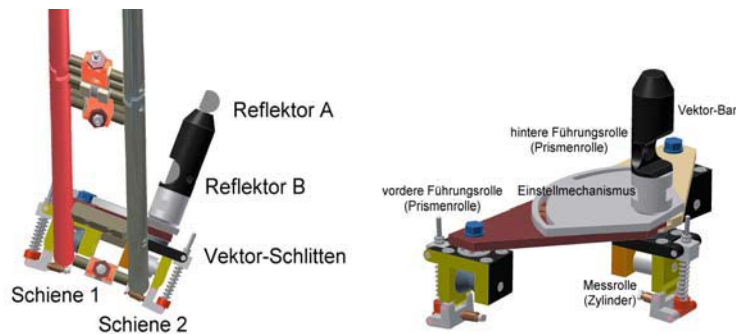 Reflektor A
Reflektor B
Vektor-Schlitten
Schiene 1
Schiene 2
Vektor-Bar
hintere Führungsrolle
(Prismenrolle)
vordere Führungsrolle
(Prismenrolle)
Einstellmechanismus
Messrolle
(Zylinder)